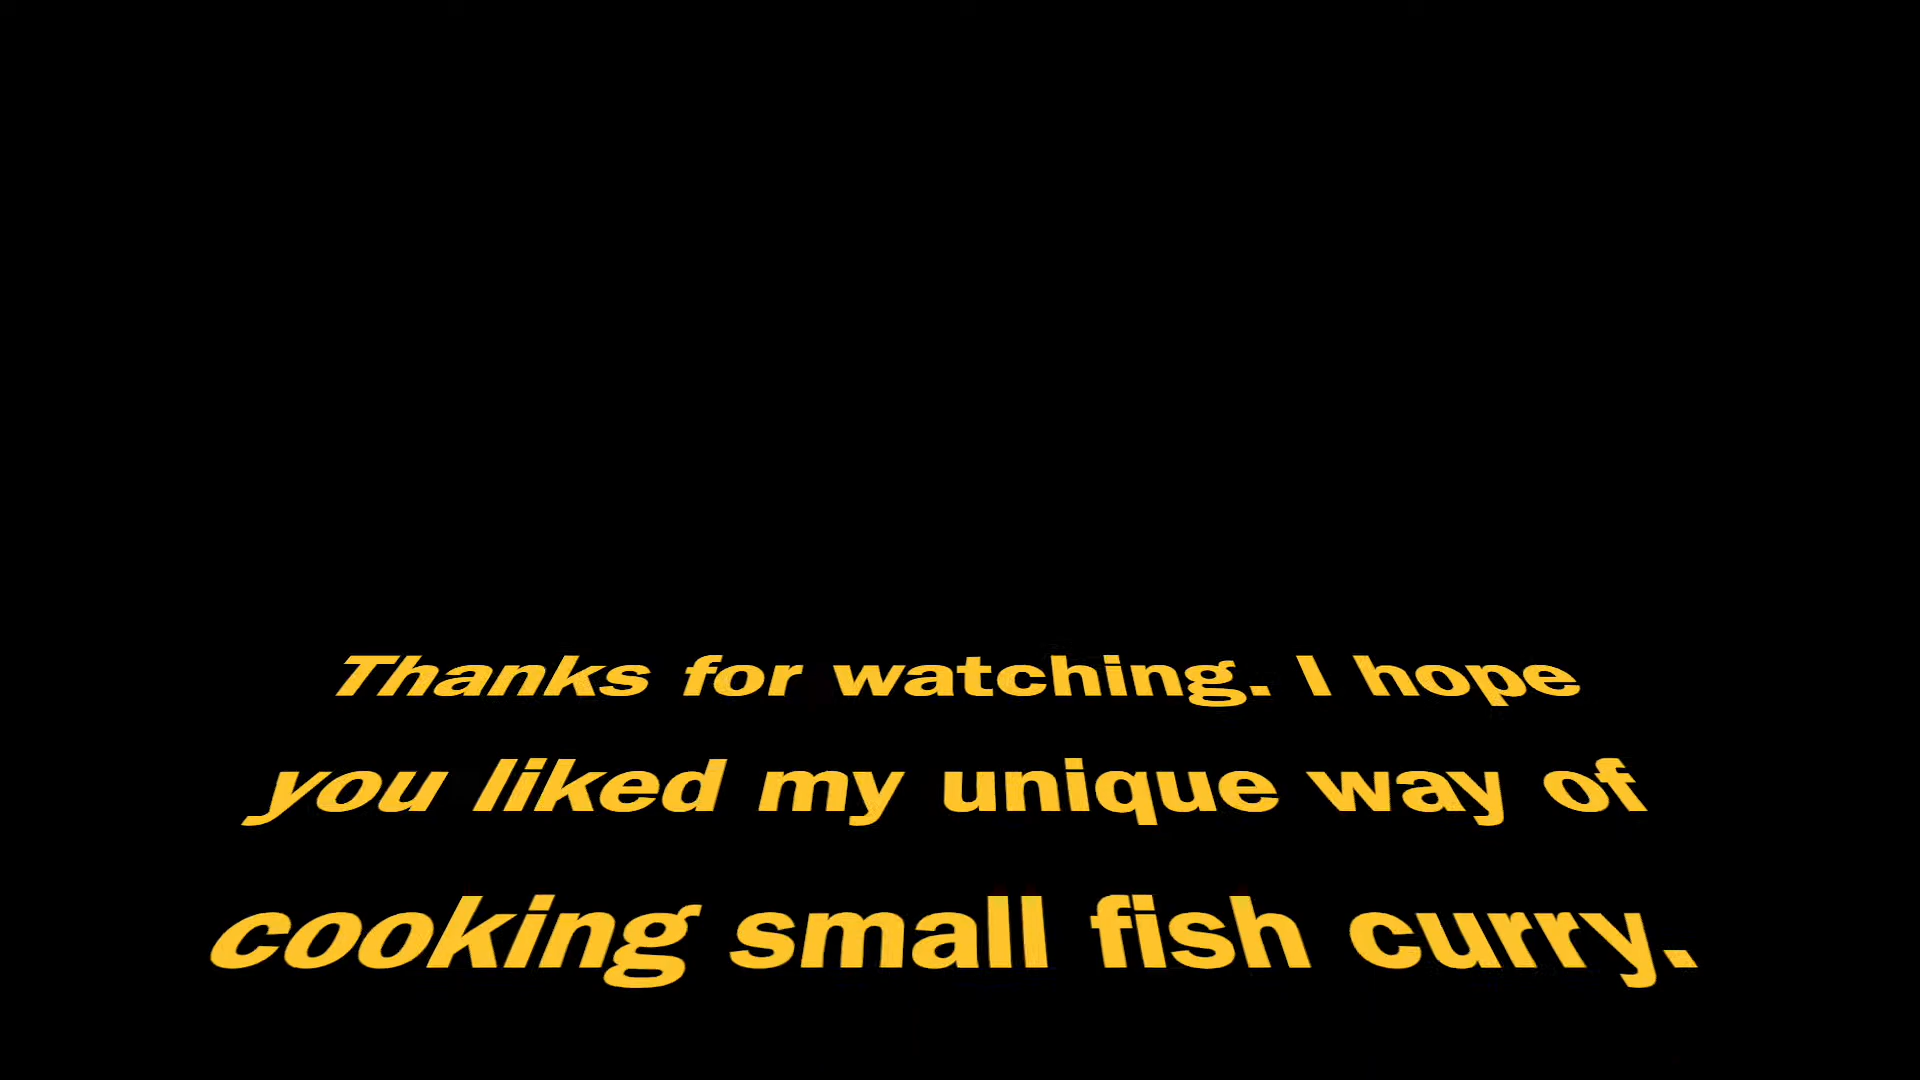 Thanks for watching. I hope
you liked my unique way of
cooking small fish curry.